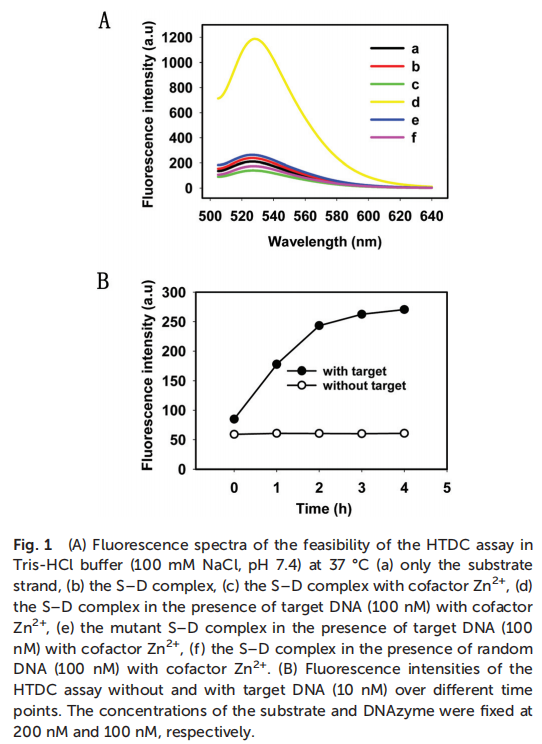 A
Fluorescence intensity (a.u)
1200
1000
800
600
400
200
0
a
b
c
d
e
f
500 520 540 560 580 600 620 640
Wavelength (nm)
B
Fluorescence intensity (a.u)
300
250
200
150
100
50
0
with target
without target
0 1 2 3 4 5
Time (h)
Fig. 1 (A) Fluorescence spectra of the feasibility of the HTDC assay in
Tris-HCl buffer (100 mM NaCl, pH 7.4) at 37 °C (a) only the substrate
strand, (b) the S–D complex, (c) the S–D complex with cofactor Zn²⁺, (d)
the S–D complex in the presence of target DNA (100 nM) with cofactor
Zn²⁺, (e) the mutant S–D complex in the presence of target DNA (100
nM) with cofactor Zn²⁺, (f) the S–D complex in the presence of random
DNA (100 nM) with cofactor Zn²⁺. (B) Fluorescence intensities of the
HTDC assay without and with target DNA (10 nM) over different time
points. The concentrations of the substrate and DNAzyme were fixed at
200 nM and 100 nM, respectively.